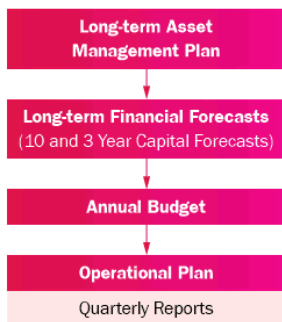 Long-term Asset
Management Plan
Long-term Financial Forecasts
(10 and 3 Year Capital Forecasts)
Annual Budget
Operational Plan
Quarterly Reports